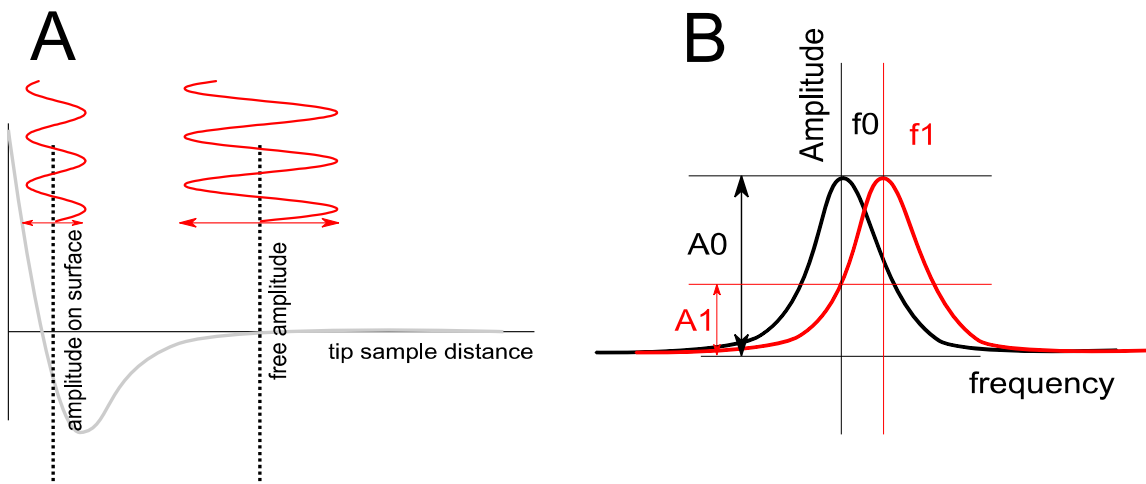 A
amplitude on surface
free amplitude
tip sample distance
B
Amplitude
f0
f1
A0
A1
frequency